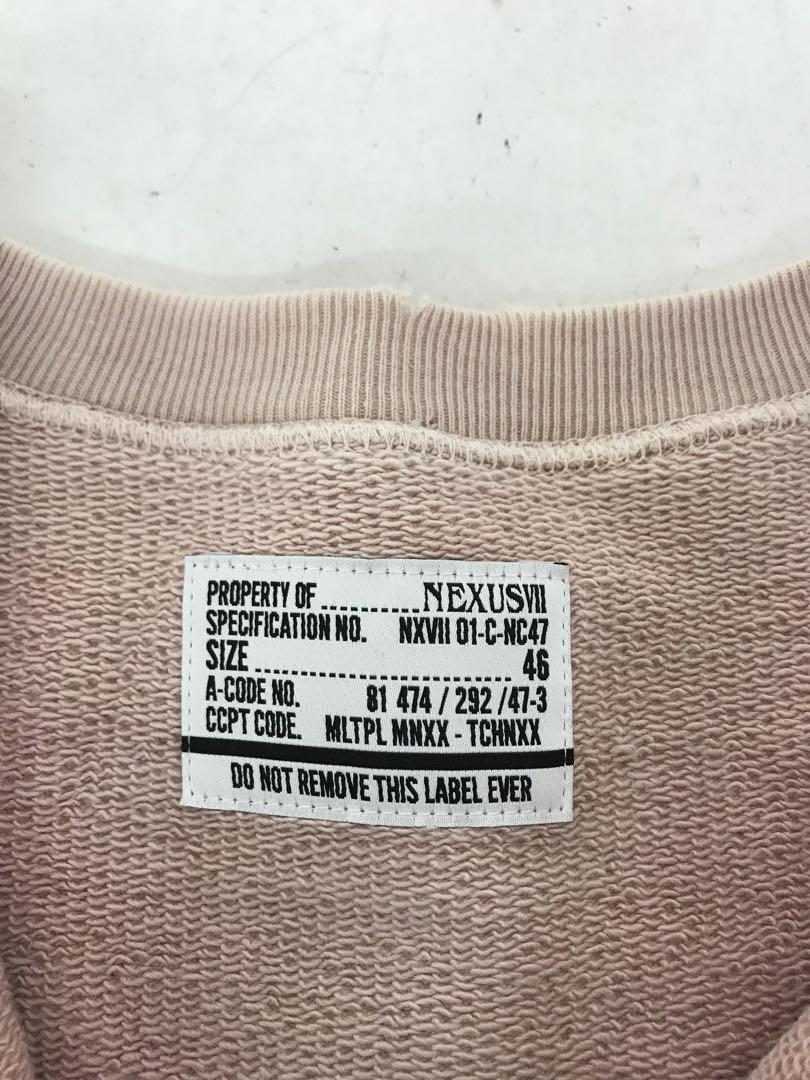 PROPERTY OF ............ NEXUSVII
SPECIFICATION NO. NXVII 01-C-NC47
SIZE .................................. 46
A-CODE NO. 81 474 / 292 /47-3
CCPT CODE. MLTPL MNXX - TCHNXX
DO NOT REMOVE THIS LABEL EVER